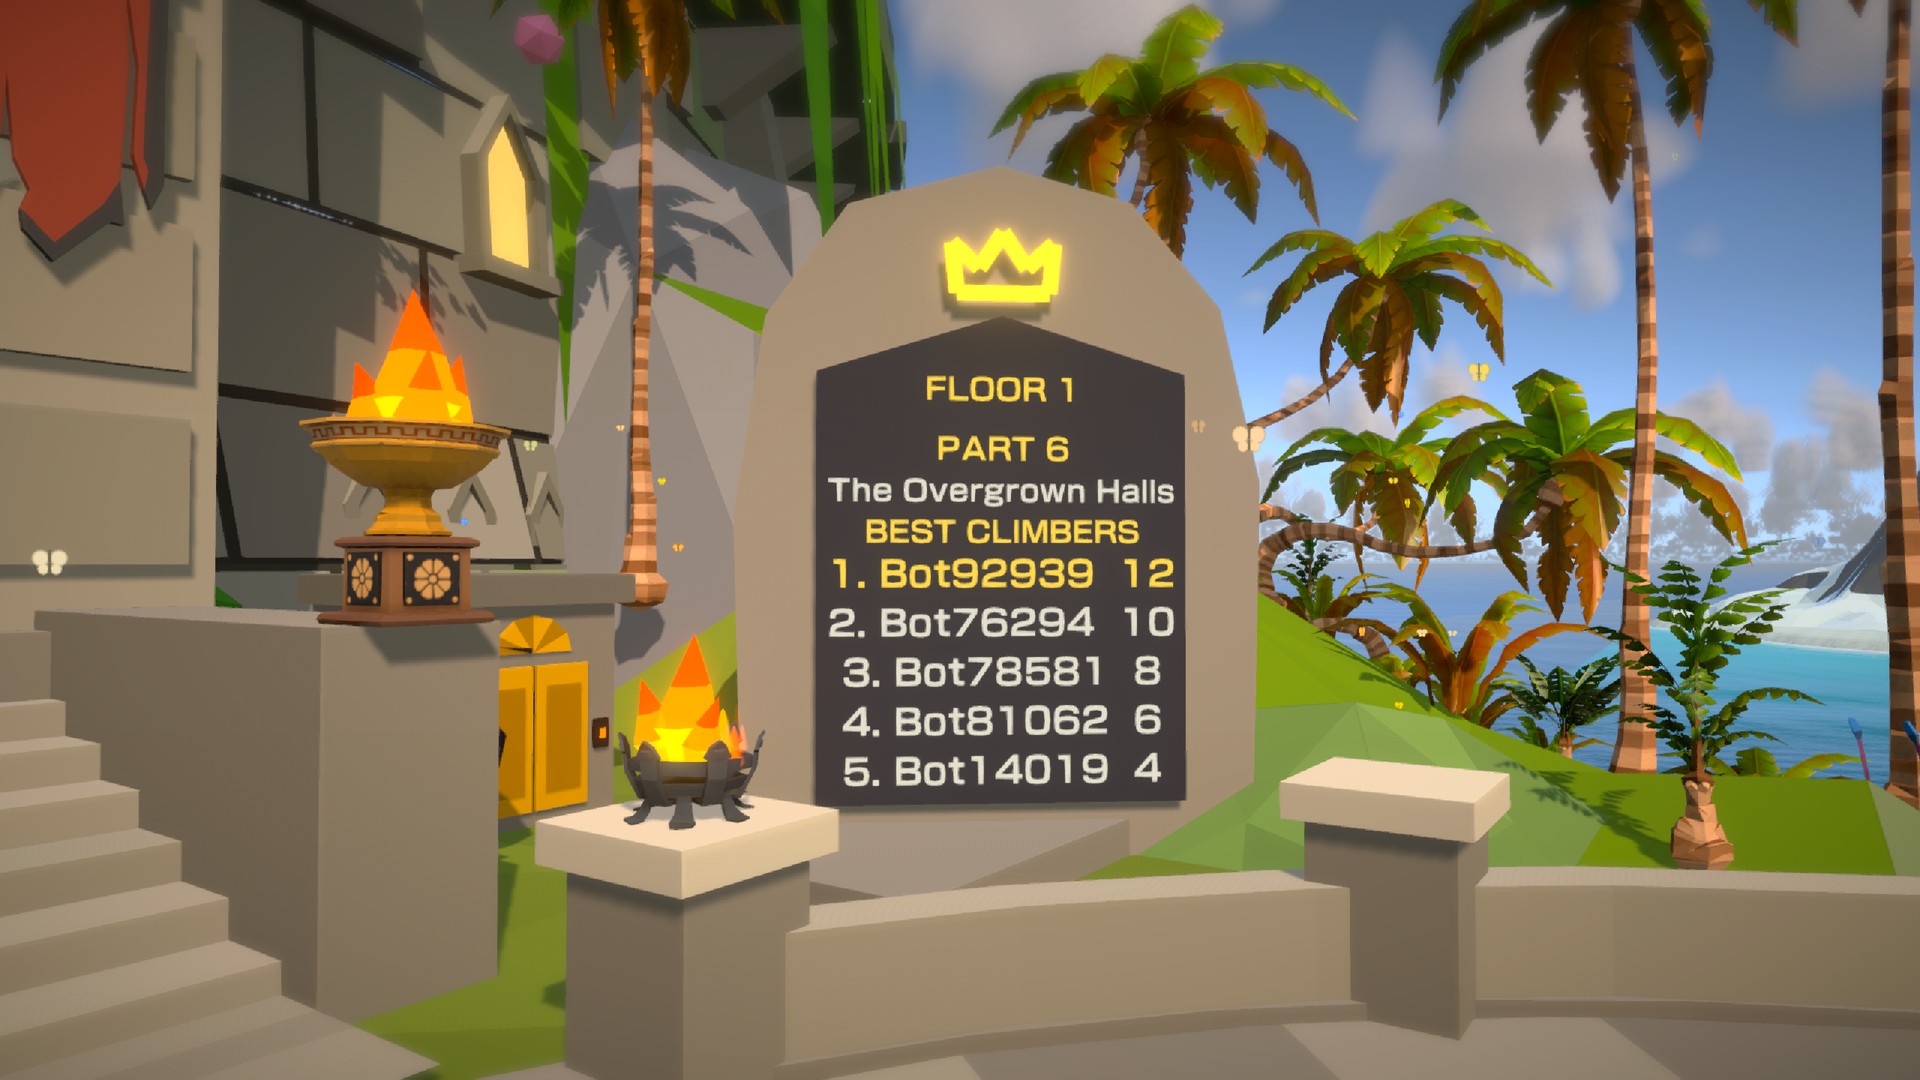 FLOOR 1
PART 6
The Overgrown Halls
BEST CLIMBERS
1. Bot92939 12
2. Bot76294 10
3. Bot78581 8
4. Bot81062 6
5. Bot14019 4